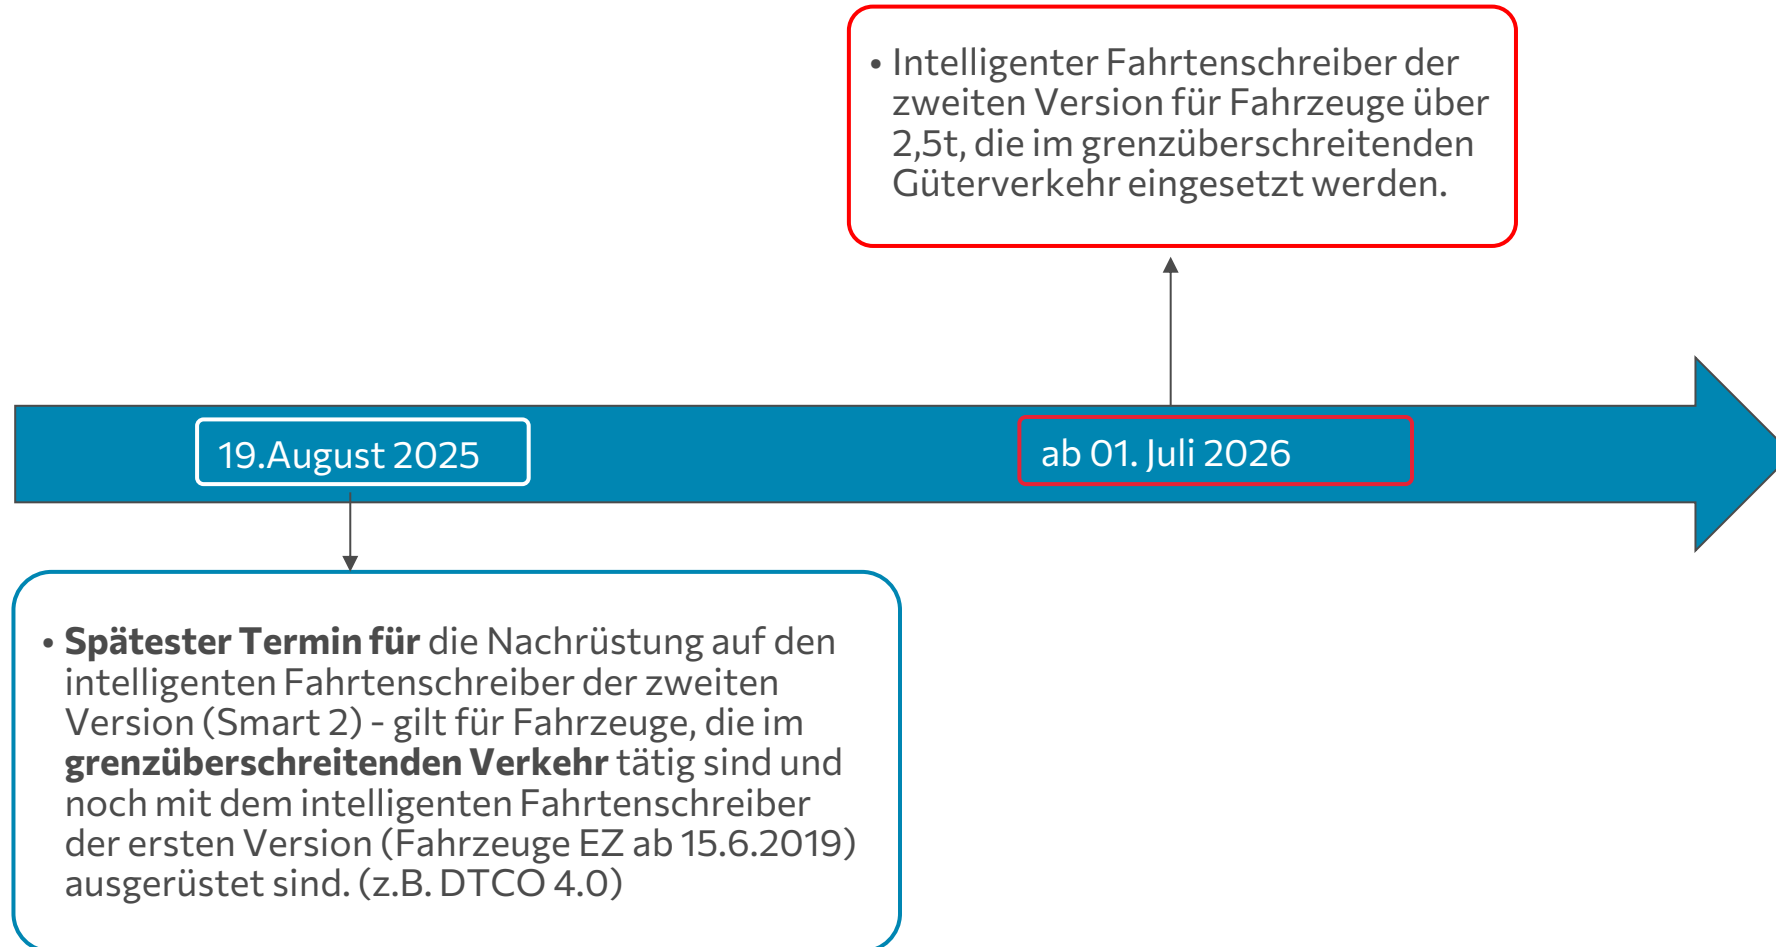 • Intelligenter Fahrtenschreiber der
zweiten Version für Fahrzeuge über
2,5t, die im grenzüberschreitenden
Güterverkehr eingesetzt werden.
19.August 2025
ab 01. Juli 2026
• Spätester Termin für die Nachrüstung auf den
intelligenten Fahrtenschreiber der zweiten
Version (Smart 2) - gilt für Fahrzeuge, die im
grenzüberschreitenden Verkehr tätig sind und
noch mit dem intelligenten Fahrtenschreiber
der ersten Version (Fahrzeuge EZ ab 15.6.2019)
ausgerüstet sind. (z.B. DTCO 4.0)